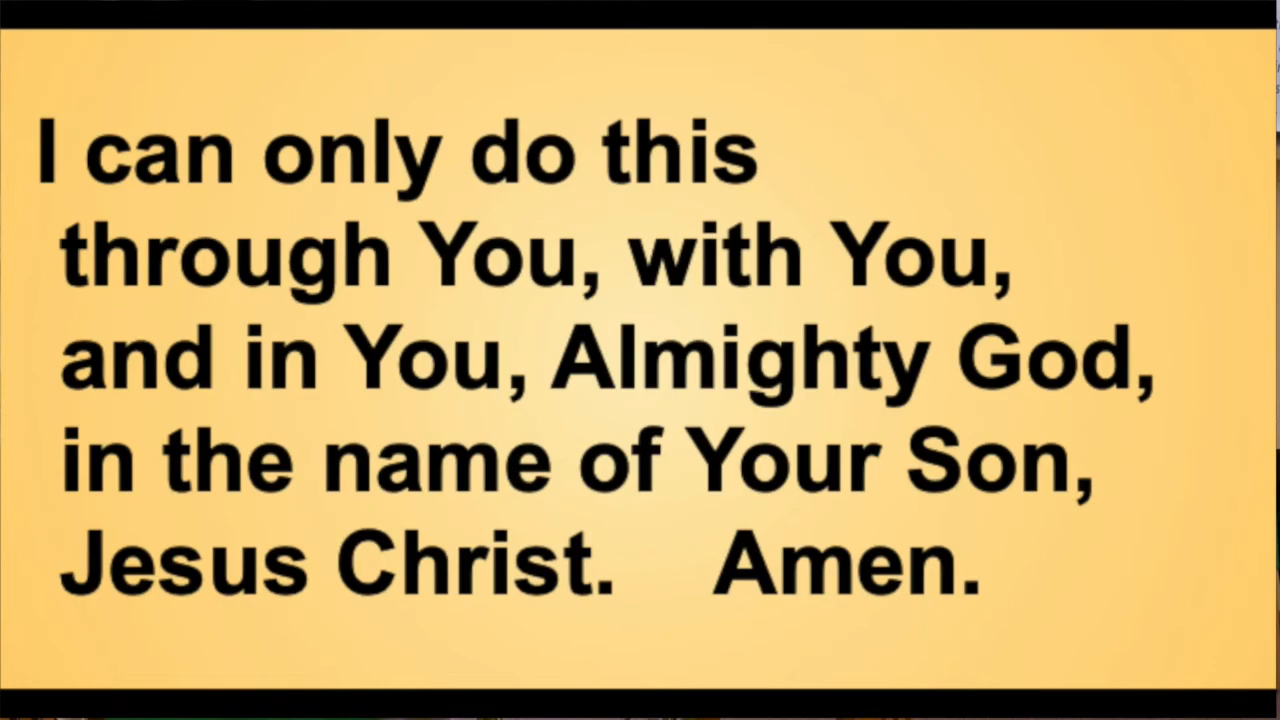 I can only do this
through You, with You,
and in You, Almighty God,
in the name of Your Son,
Jesus Christ. Amen.